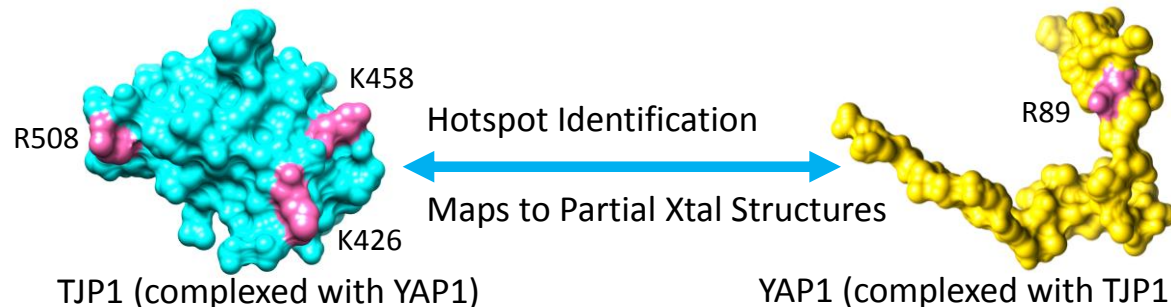 K458
R508
Hotspot Identification
R89
Maps to Partial Xtal Structures
K426
TJP1 (complexed with YAP1)
YAP1 (complexed with TJP1